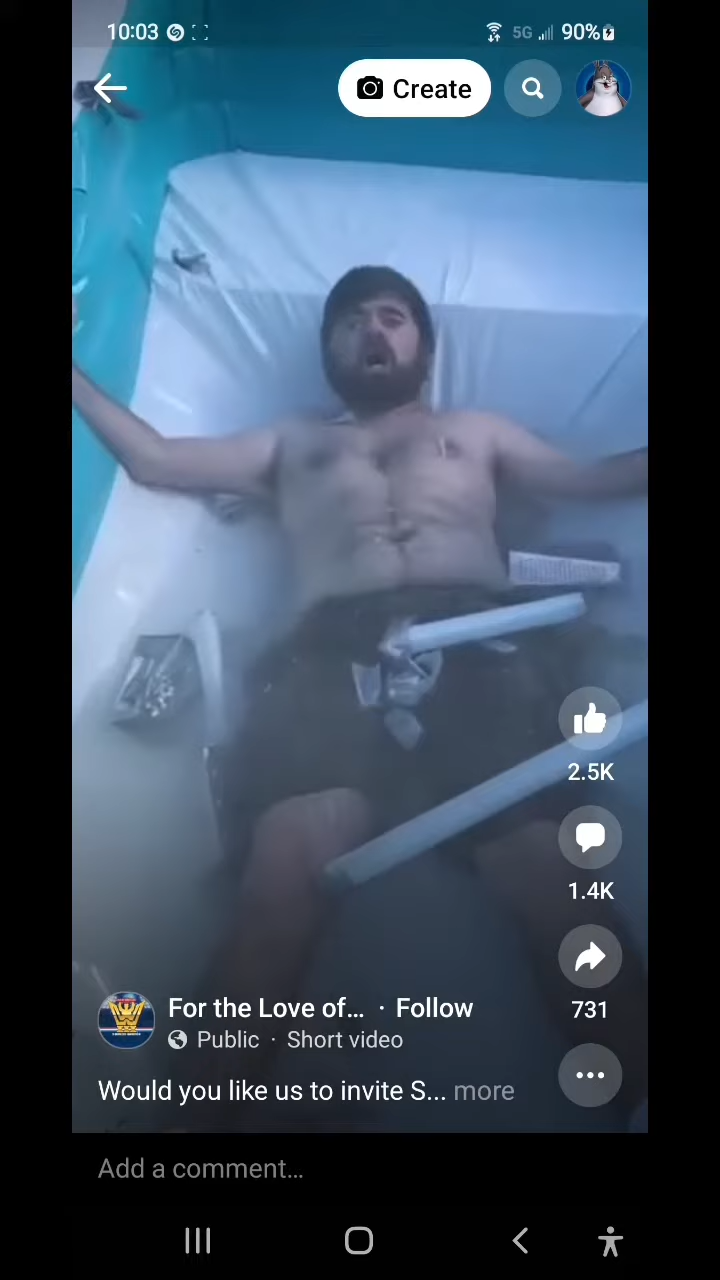 10:03 5G 90%
Create
2.5K
1.4K
731
For the Love of... · Follow
Public · Short video
Would you like us to invite S... more
Add a comment...